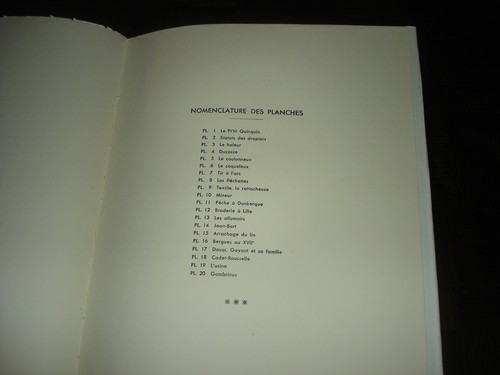 NOMENCLATURE DES PLANCHES
PL. 1 Le P'tit Quinquin
PL. 2 Statuts des drapiers
PL. 3 Le haleur
PL. 4 Ducasse
PL. 5 Le coulonneux
PL. 6 Le coqueleux
PL. 7 Tir à l'arc
PL. 8 Les fléchettes
PL. 9 Textile, la rattacheuse
PL. 10 Mineur
PL. 11 Pêche à Dunkerque
PL. 12 Braderie à Lille
PL. 13 Les allumoirs
PL. 14 Jean-Bart
PL. 15 Arrachage du lin
PL. 16 Bergues au XVIIe
PL. 17 Douai, Gayant et sa famille
PL. 18 Cadet-Rousselle
PL. 19 L'usine
PL. 20 Gambrinus